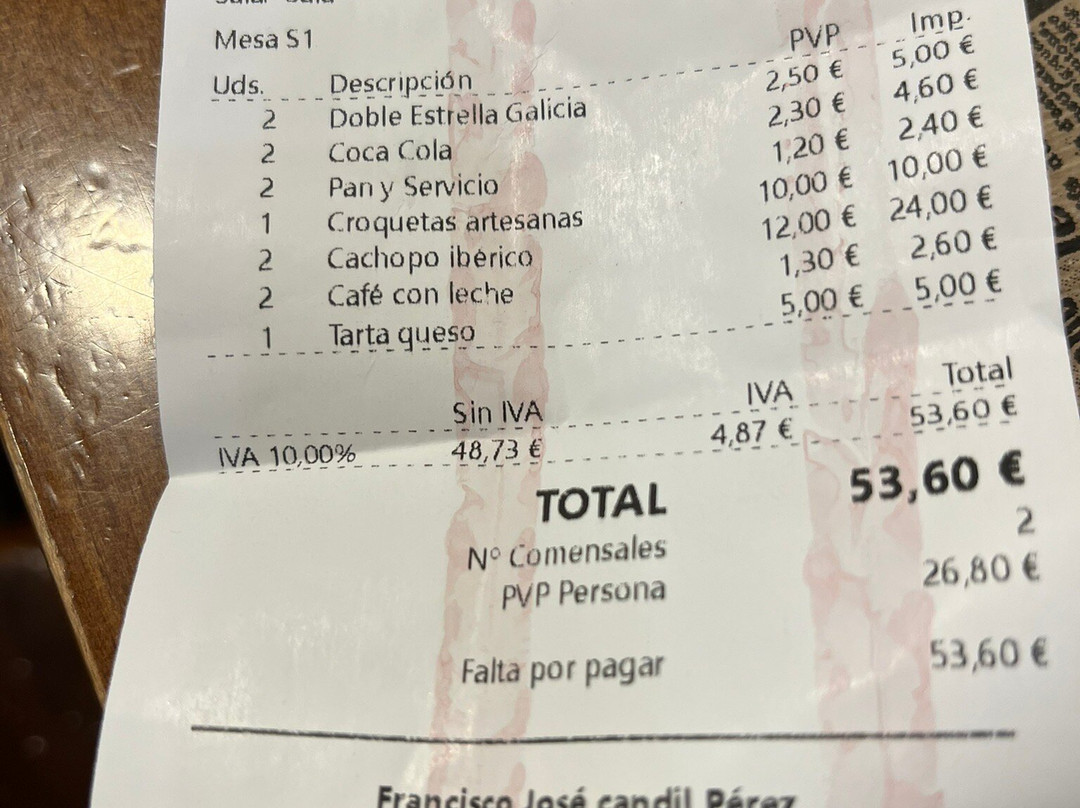 Mesa S1
Uds. Descripción PVP Imp.
2 Doble Estrella Galicia 2,50 € 5,00 €
2 Coca Cola 2,30 € 4,60 €
2 Pan y Servicio 1,20 € 2,40 €
1 Croquetas artesanas 10,00 € 10,00 €
2 Cachopo ibérico 12,00 € 24,00 €
2 Café con leche 1,30 € 2,60 €
1 Tarta queso 5,00 € 5,00 €
Sin IVA IVA Total
IVA 10,00% 48,73 € 4,87 € 53,60 €
TOTAL 53,60 €
Nº Comensales 2
PVP Persona 26,80 €
Falta por pagar 53,60 €
Francisco José candil Pérez